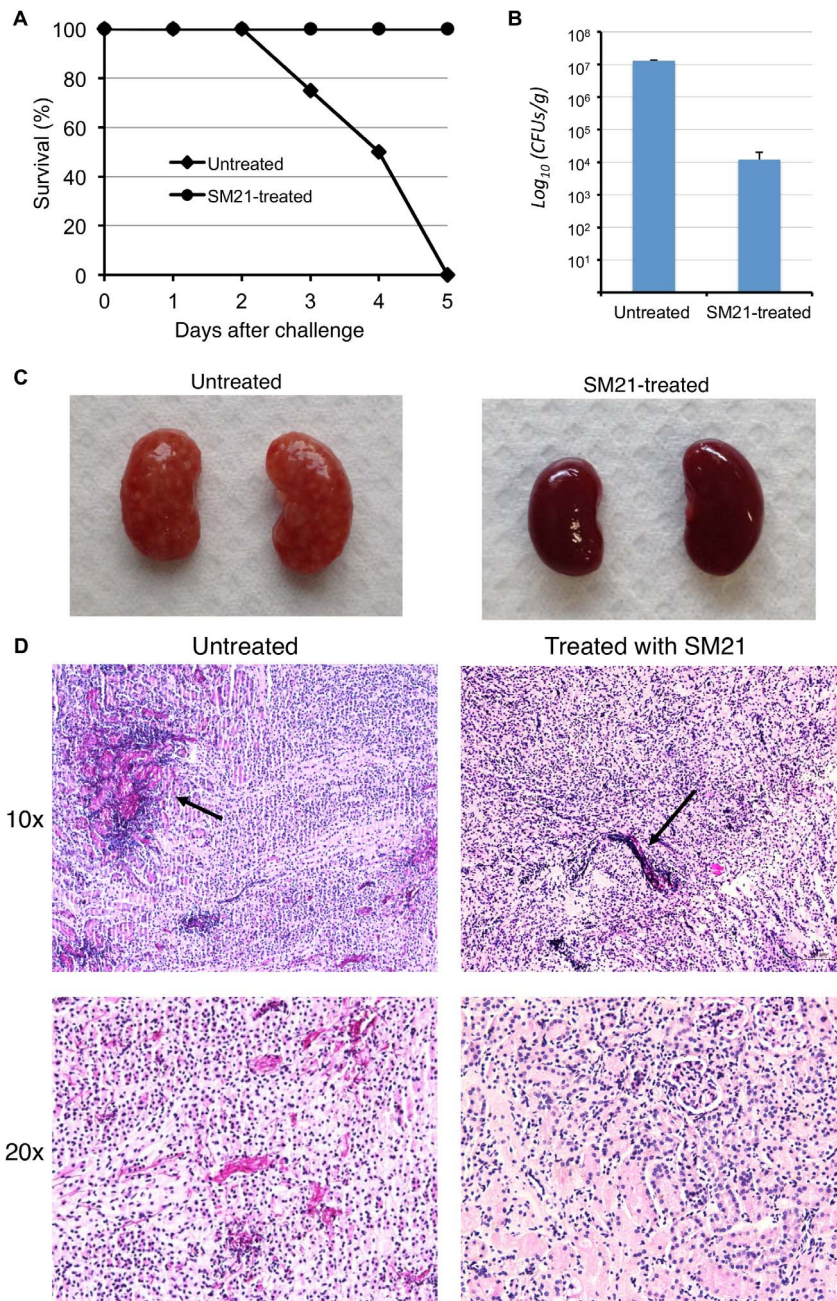 A
100
80
60
40
20
0
Survival (%)
Untreated
SM21-treated
0 1 2 3 4 5
Days after challenge
B
10⁸
10⁷
10⁶
10⁵
10⁴
10³
10²
10¹
Log₁₀ (CFUs/g)
Untreated SM21-treated
C
Untreated
SM21-treated
D
Untreated
Treated with SM21
10x
20x